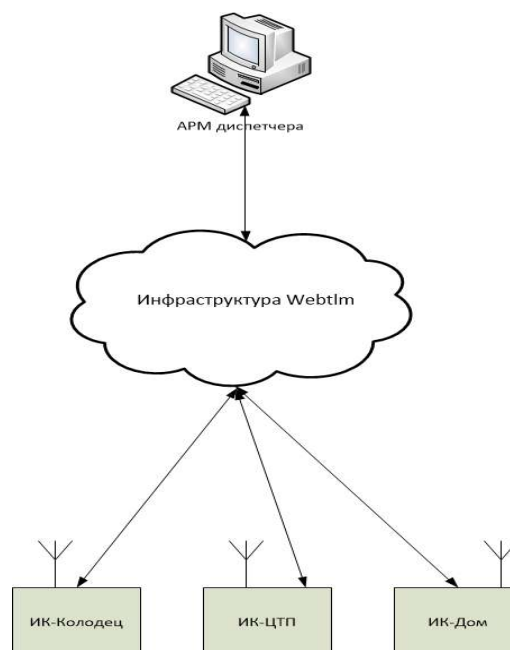 АРМ диспетчера
Инфраструктура Webtlm
ИК-Колодец
ИК-ЦТП
ИК-Дом